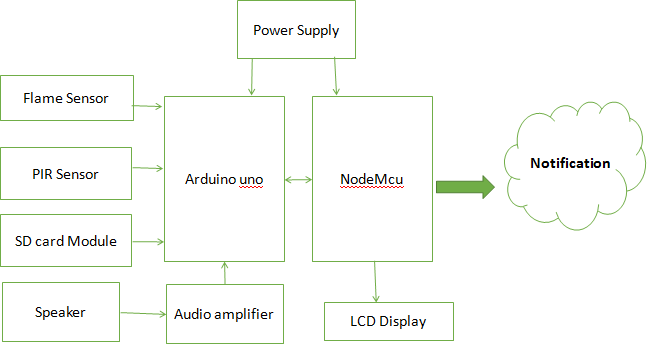 Power Supply
Flame Sensor
PIR Sensor
Arduino uno
NodeMcu
Notification
SD card Module
Speaker
Audio amplifier
LCD Display